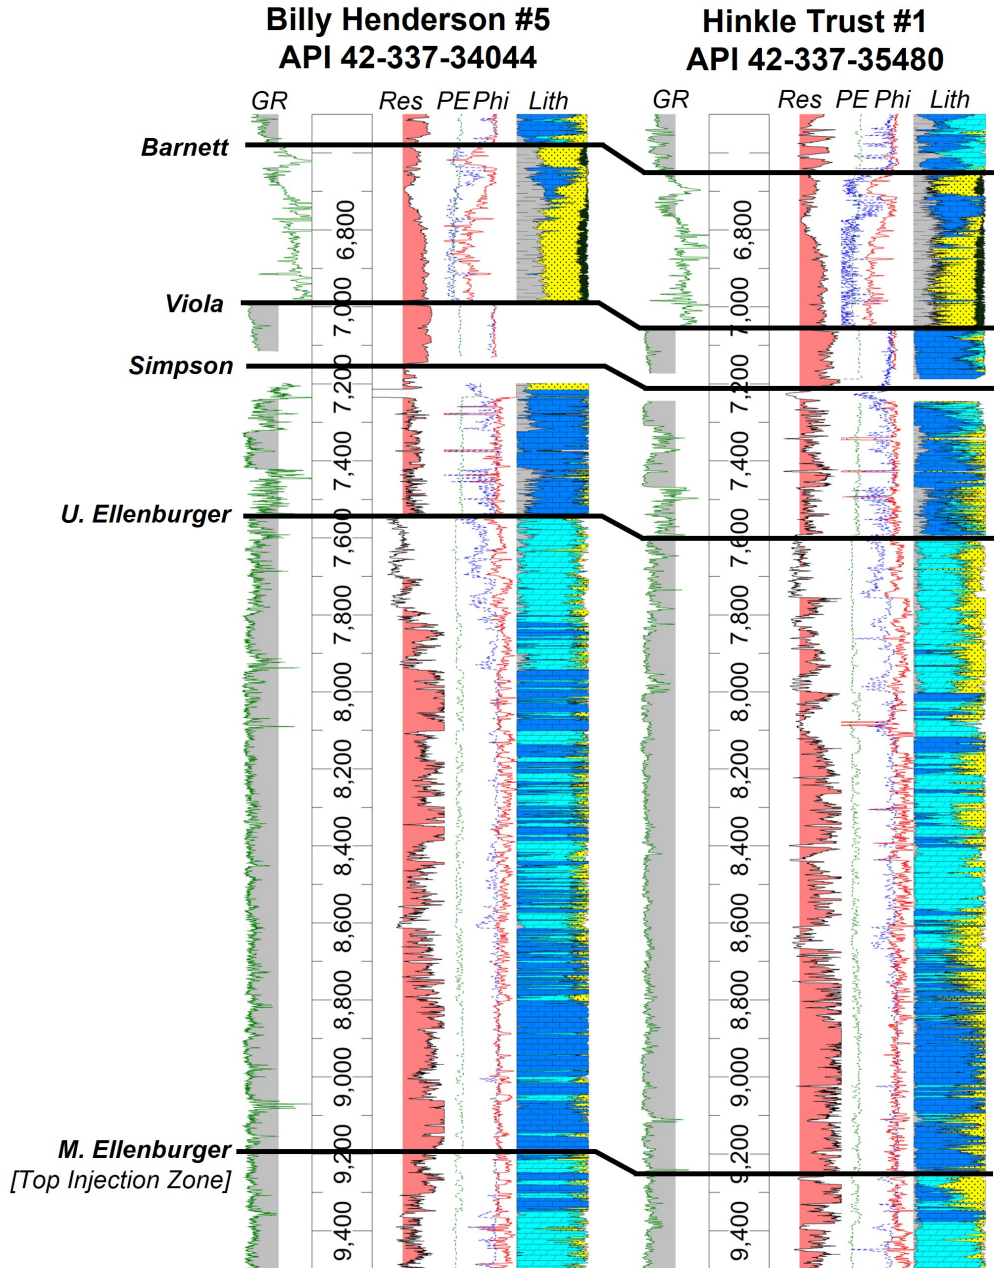 Billy Henderson #5
API 42-337-34044
Hinkle Trust #1
API 42-337-35480
GR Res PE Phi Lith
GR Res PE Phi Lith
Barnett
Viola
Simpson
U. Ellenburger
M. Ellenburger
[Top Injection Zone]
6,800
7,000
7,200
7,400
7,600
7,800
8,000
8,200
8,400
8,600
8,800
9,000
9,200
9,400
6,800
7,000
7,200
7,400
7,600
7,800
8,000
8,200
8,400
8,600
8,800
9,000
9,200
9,400